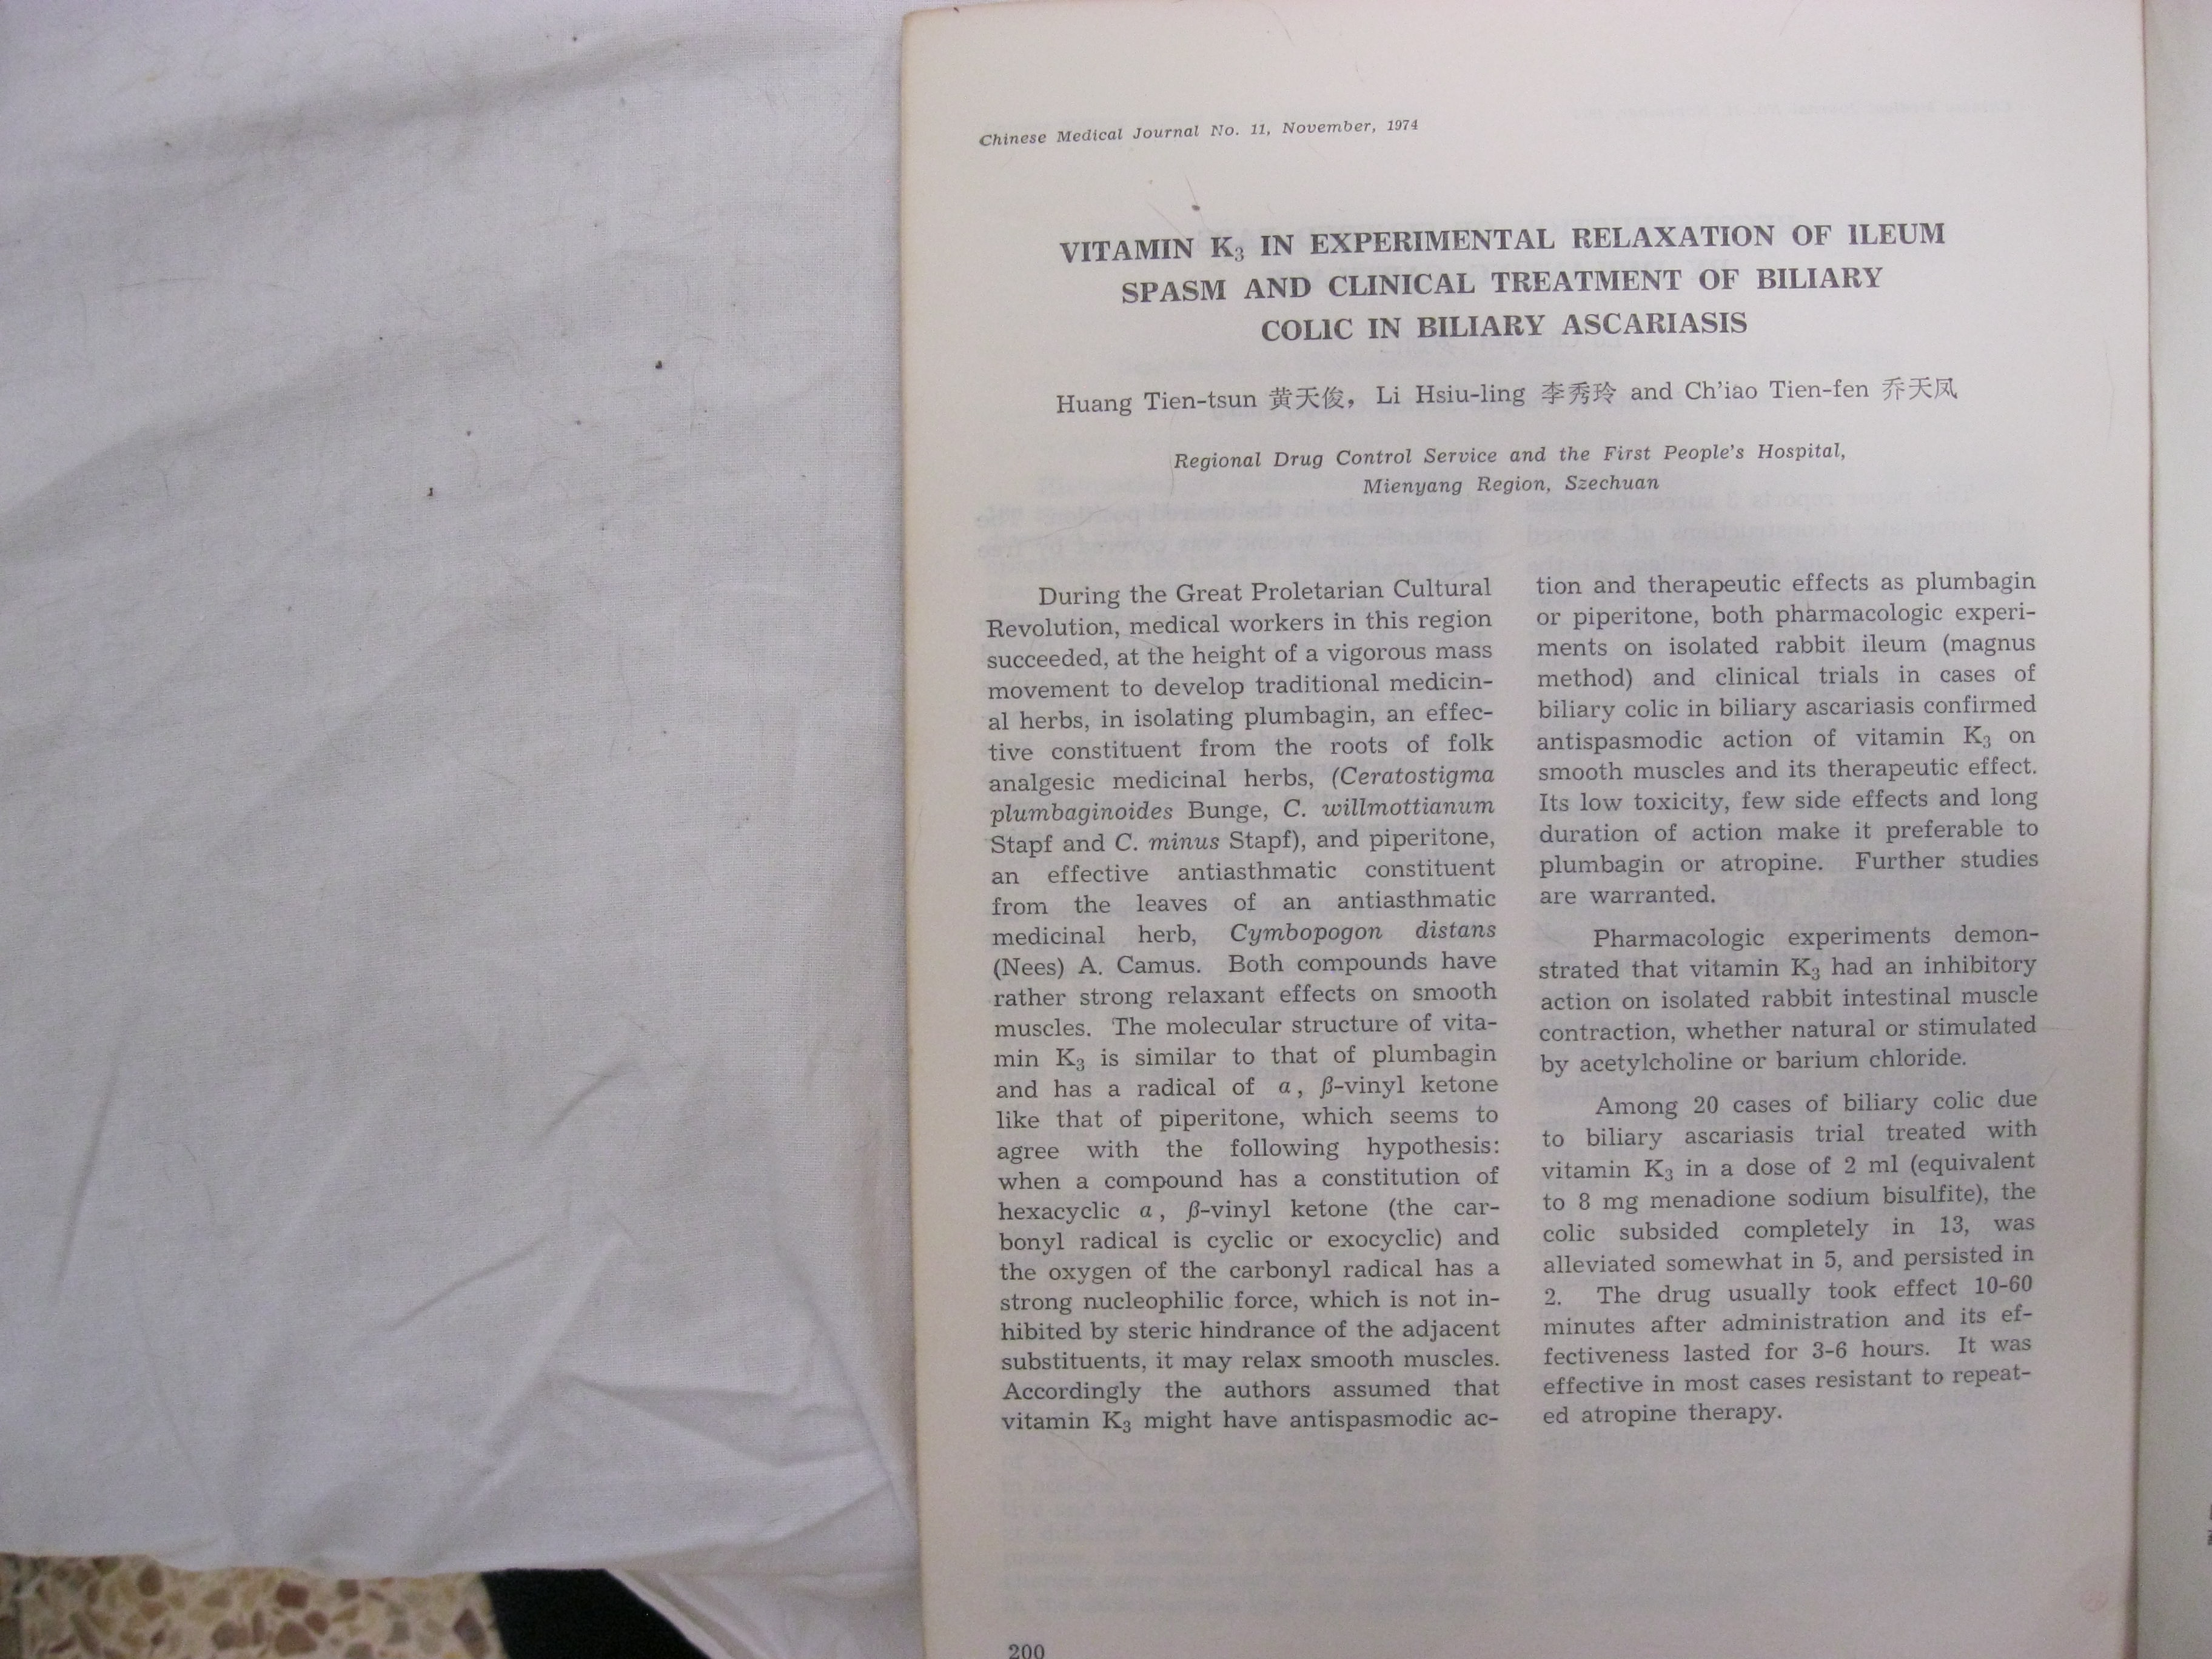 Chinese Medical Journal No. 11, November, 1974
VITAMIN K₃ IN EXPERIMENTAL RELAXATION OF ILEUM
SPASM AND CLINICAL TREATMENT OF BILIARY
COLIC IN BILIARY ASCARIASIS
Huang Tien-tsun 黄天俊, Li Hsiu-ling 李秀玲 and Ch'iao Tien-fen 乔天凤
Regional Drug Control Service and the First People's Hospital,
Mienyang Region, Szechuan
During the Great Proletarian Cultural
Revolution, medical workers in this region
succeeded, at the height of a vigorous mass
movement to develop traditional medicin-
al herbs, in isolating plumbagin, an effec-
tive constituent from the roots of folk
analgesic medicinal herbs, (Ceratostigma
plumbaginoides Bunge, C. willmottianum
Stapf and C. minus Stapf), and piperitone,
an effective antiasthmatic constituent
from the leaves of an antiasthmatic
medicinal herb, Cymbopogon distans
(Nees) A. Camus. Both compounds have
rather strong relaxant effects on smooth
muscles. The molecular structure of vita-
min K₃ is similar to that of plumbagin
and has a radical of α, β-vinyl ketone
like that of piperitone, which seems to
agree with the following hypothesis:
when a compound has a constitution of
hexacyclic α, β-vinyl ketone (the car-
bonyl radical is cyclic or exocyclic) and
the oxygen of the carbonyl radical has a
strong nucleophilic force, which is not in-
hibited by steric hindrance of the adjacent
substituents, it may relax smooth muscles.
Accordingly the authors assumed that
vitamin K₃ might have antispasmodic ac-
tion and therapeutic effects as plumbagin
or piperitone, both pharmacologic experi-
ments on isolated rabbit ileum (magnus
method) and clinical trials in cases of
biliary colic in biliary ascariasis confirmed
antispasmodic action of vitamin K₃ on
smooth muscles and its therapeutic effect.
Its low toxicity, few side effects and long
duration of action make it preferable to
plumbagin or atropine. Further studies
are warranted.
Pharmacologic experiments demon-
strated that vitamin K₃ had an inhibitory
action on isolated rabbit intestinal muscle
contraction, whether natural or stimulated
by acetylcholine or barium chloride.
Among 20 cases of biliary colic due
to biliary ascariasis trial treated with
vitamin K₃ in a dose of 2 ml (equivalent
to 8 mg menadione sodium bisulfite), the
colic subsided completely in 13, was
alleviated somewhat in 5, and persisted in
2. The drug usually took effect 10-60
minutes after administration and its ef-
fectiveness lasted for 3-6 hours. It was
effective in most cases resistant to repeat-
ed atropine therapy.
200